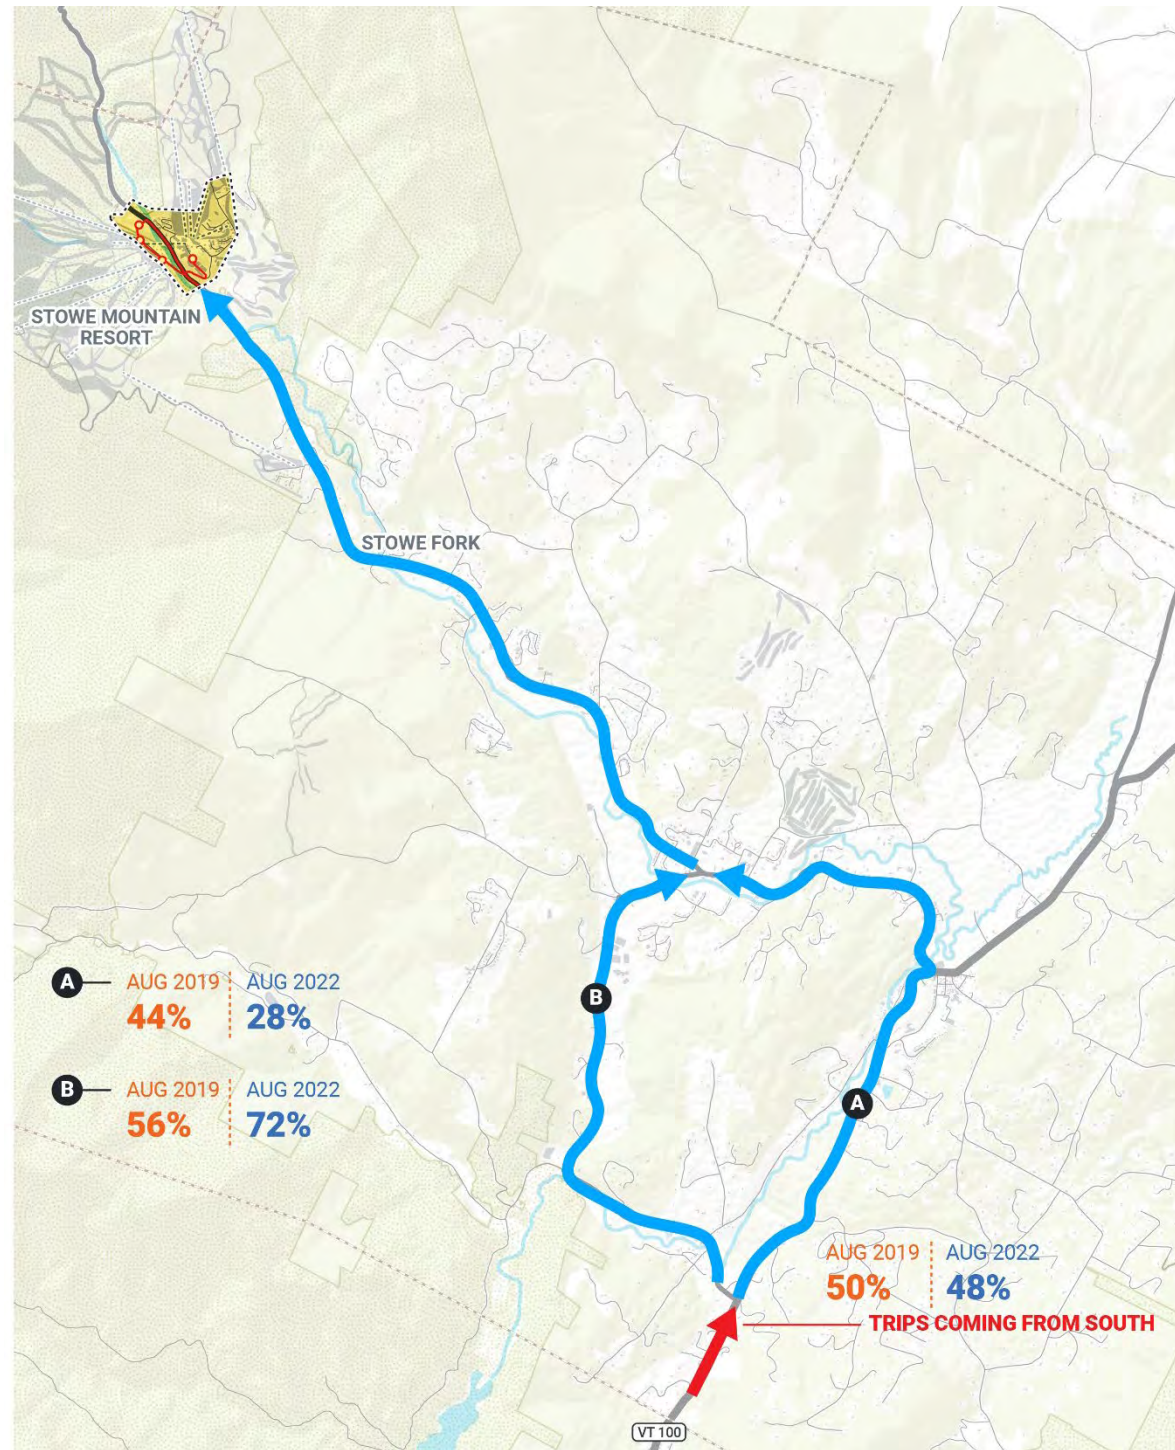 STOWE MOUNTAIN
RESORT
STOWE FORK
A
AUG 2019
AUG 2022
44%
28%
B
AUG 2019
AUG 2022
56%
72%
B
A
AUG 2019
AUG 2022
50%
48%
TRIPS COMING FROM SOUTH
VT 100